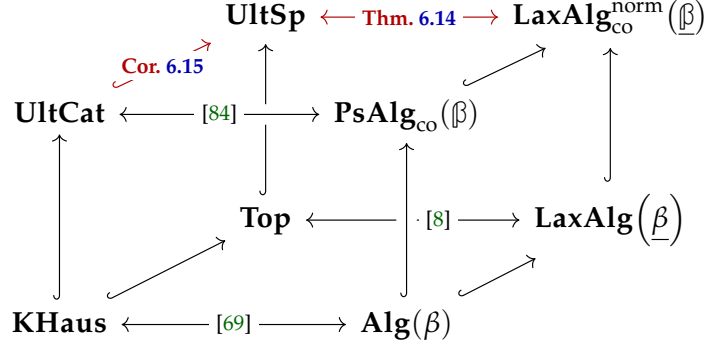 UltSp Thm. 6.14 LaxAlg^norm_co(𝛽̲)
Cor. 6.15
UltCat [84] PsAlg_co(𝛽)
Top [8] LaxAlg(β̲)
KHaus [69] Alg(β)